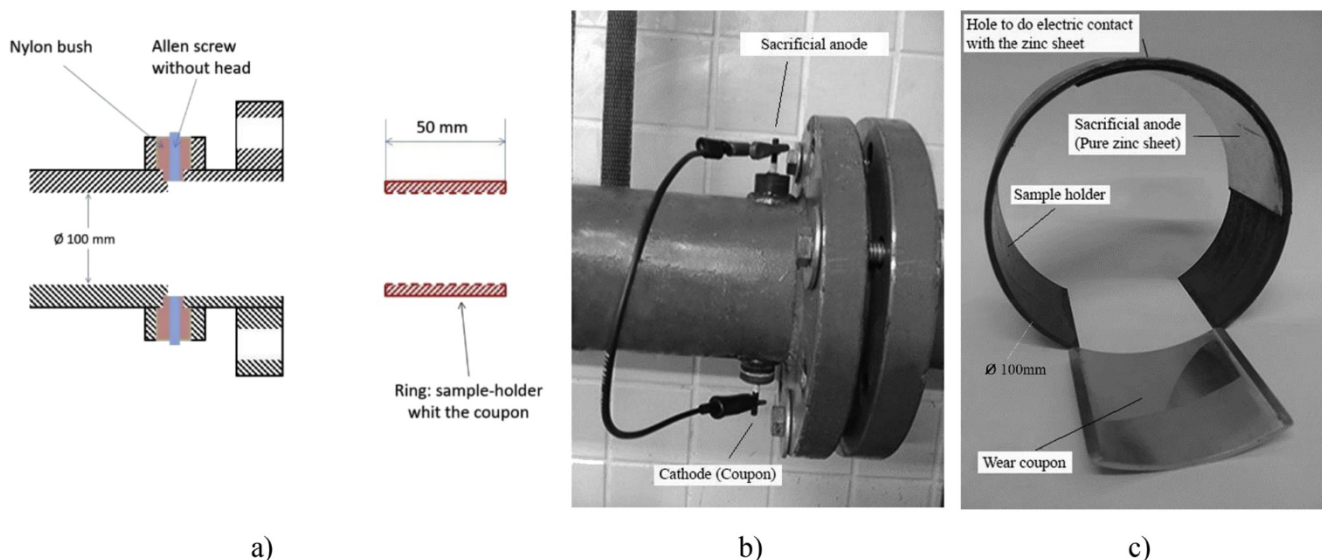 Nylon bush
Allen screw
without head
50 mm
Ø 100 mm
Ring: sample-holder
whit the coupon
a)
Sacrificial anode
Cathode (Coupon)
b)
Hole to do electric contact
with the zinc sheet
Sacrificial anode
(Pure zinc sheet)
Sample holder
Ø 100mm
Wear coupon
c)